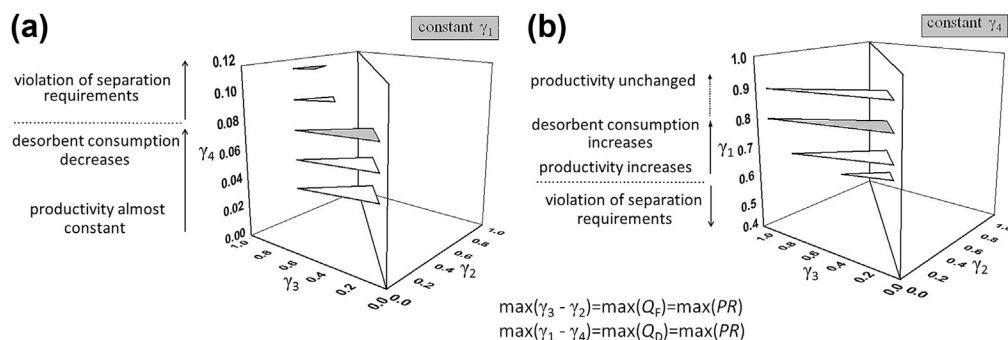 (a)
constant γ1
violation of separation
requirements
desorbent consumption
decreases
productivity almost
constant
γ4
0.12
0.10
0.08
0.06
0.04
0.02
0.00
1.0
0.8
0.6
0.4
0.2
0.0
γ3
0.0
0.2
0.4
0.6
0.8
1.0
γ2
(b)
constant γ4
productivity unchanged
desorbent consumption
increases
productivity increases
violation of separation
requirements
γ1
1.0
0.9
0.8
0.7
0.6
0.5
0.4
1.0
0.8
0.6
0.4
0.2
0.0
γ3
0.0
0.2
0.4
0.6
0.8
1.0
γ2
max(γ3 - γ2)=max(QF)=max(PR)
max(γ1 - γ4)=max(QD)=max(PR)